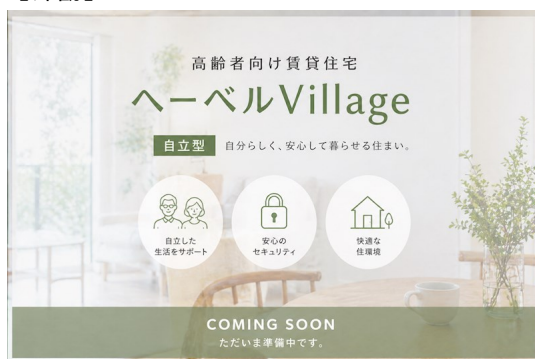 高齢者向け賃貸住宅
へーベルVillage
自立型 自分らしく、安心して暮らせる住まい。
自立した
生活をサポート
安心の
セキュリティ
快適な
住環境
COMING SOON
ただいま準備中です。